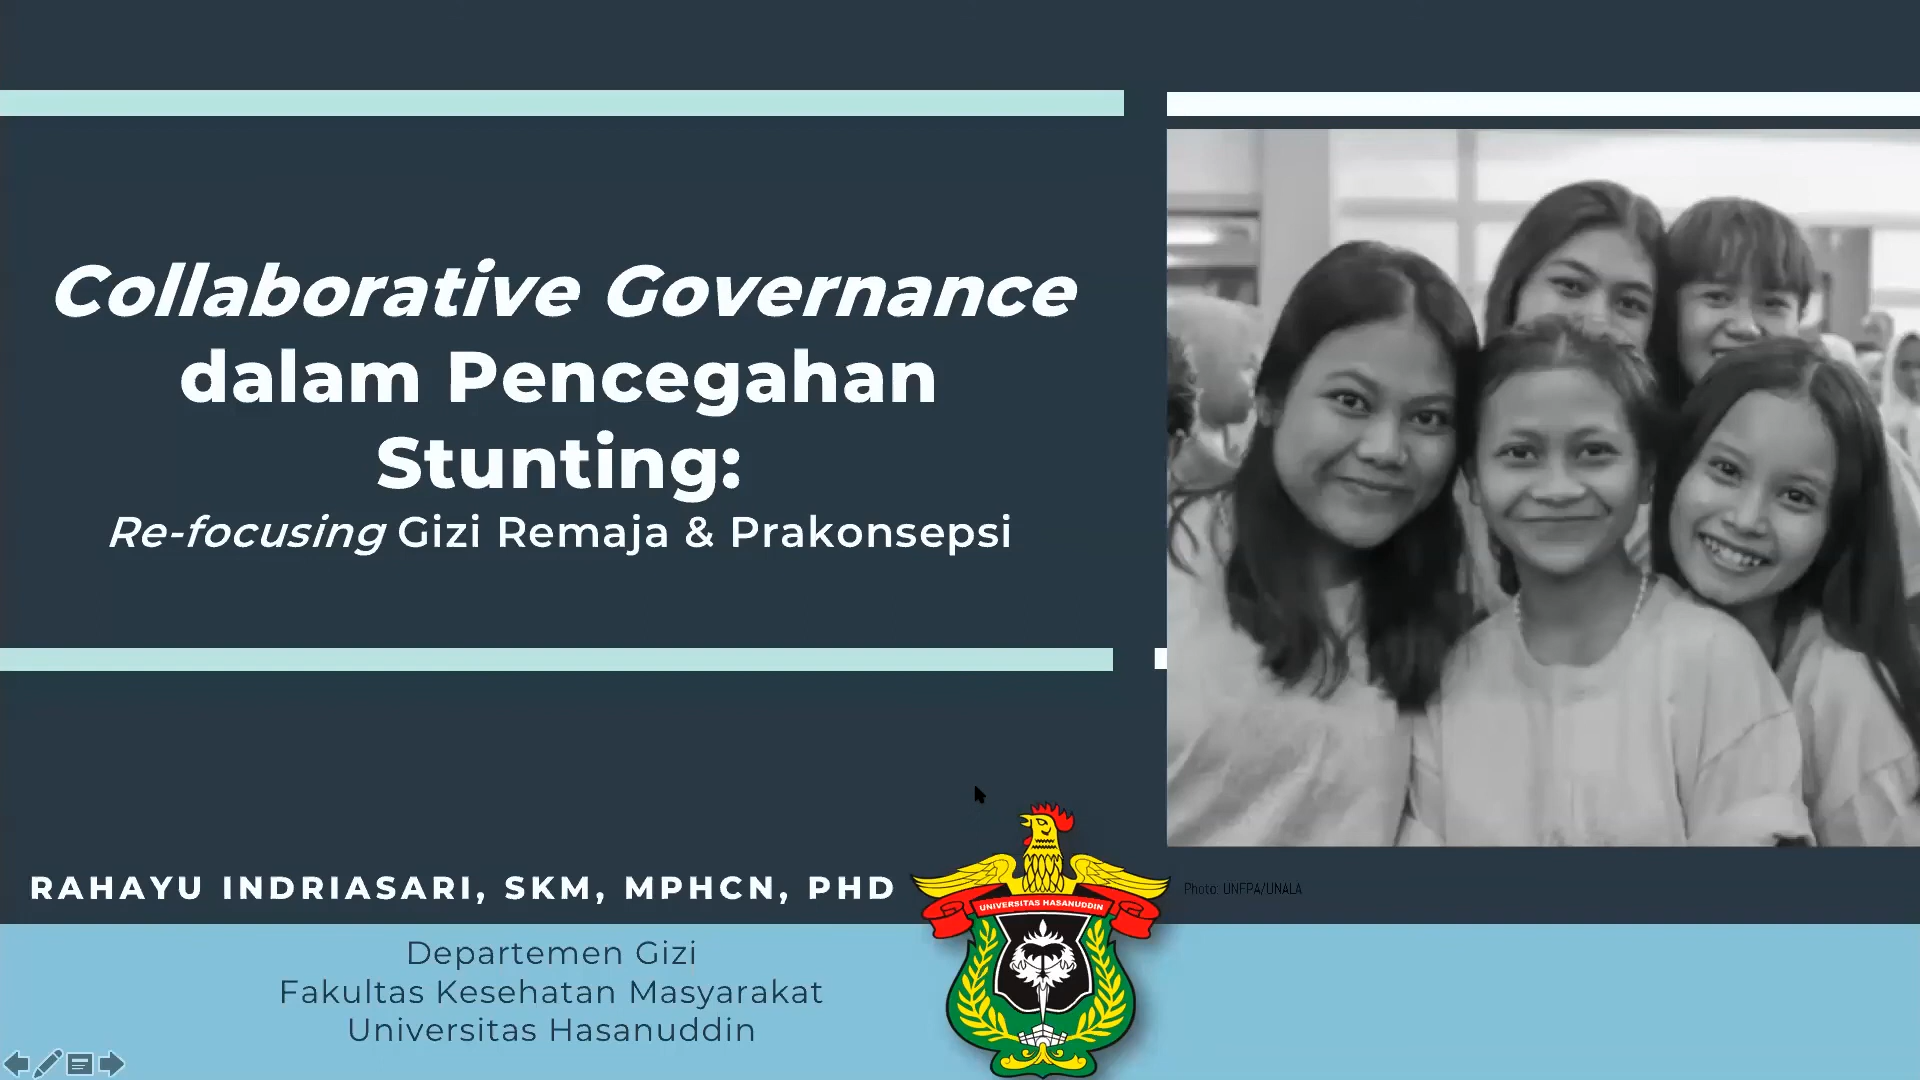 Collaborative Governance
dalam Pencegahan
Stunting:
Re-focusing Gizi Remaja & Prakonsepsi
RAHAYU INDRIASARI, SKM, MPHCN, PHD
UNIVERSITAS HASANUDDIN
Photo: UNFPA/UNALA
Departemen Gizi
Fakultas Kesehatan Masyarakat
Universitas Hasanuddin